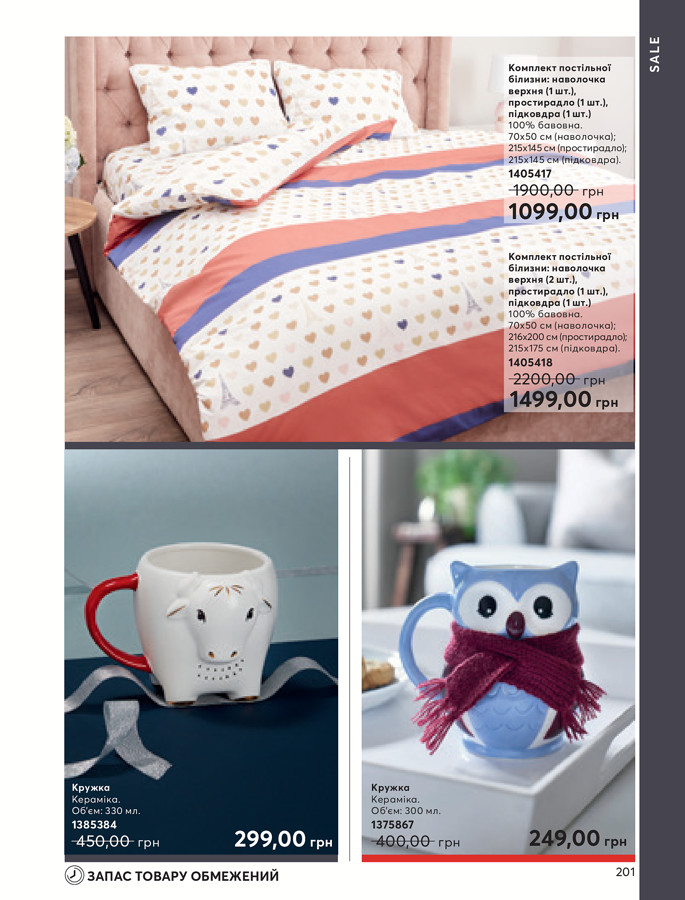 SALE
Комплект постільної
білизни: наволочка
верхня (1 шт.),
простирадло (1 шт.),
підковдра (1 шт.)
100% бавовна.
70x50 см (наволочка);
215x145 см (простирадло);
215x145 см (підковдра).
1405417
1900,00 грн
1099,00 грн
Комплект постільної
білизни: наволочка
верхня (2 шт.),
простирадло (1 шт.),
підковдра (1 шт.)
100% бавовна.
70x50 см (наволочка);
216x200 см (простирадло);
215x175 см (підковдра).
1405418
2200,00 грн
1499,00 грн
Кружка
Кераміка.
Об'єм: 330 мл.
1385384
450,00 грн
299,00 грн
Кружка
Кераміка.
Об'єм: 300 мл.
1375867
400,00 грн
249,00 грн
ЗАПАС ТОВАРУ ОБМЕЖЕНИЙ
201